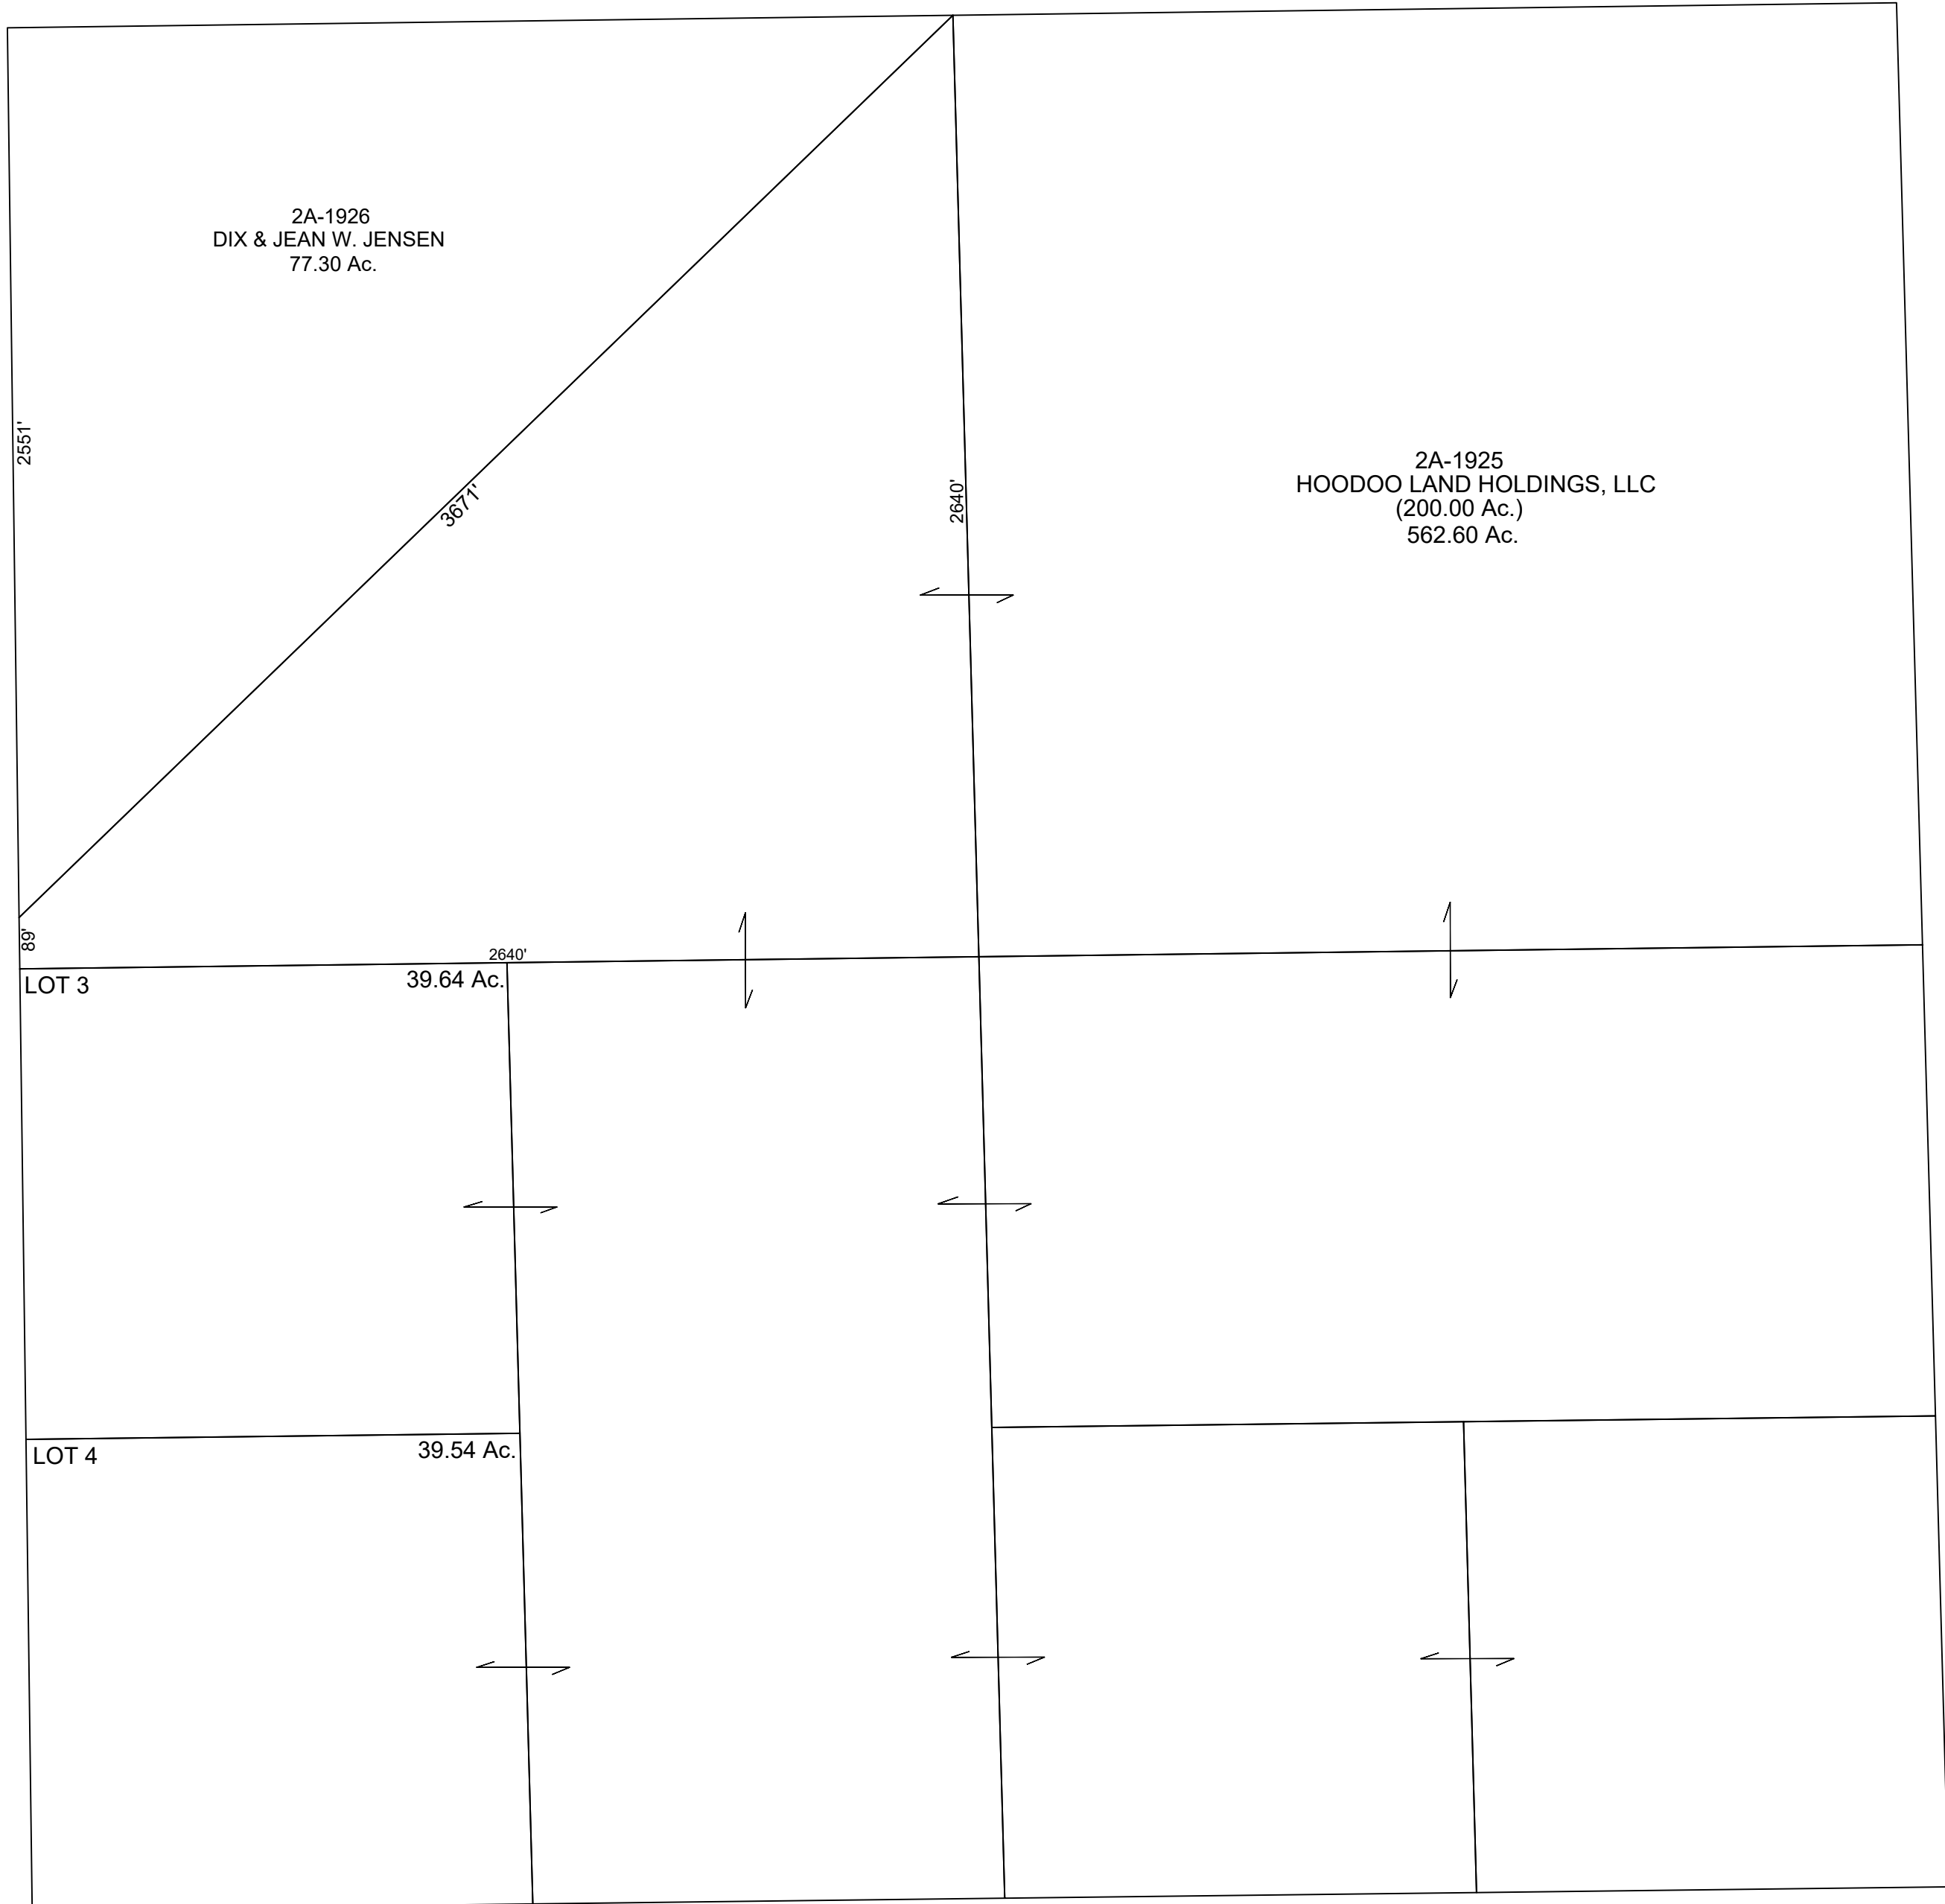 2A-1926
DIX & JEAN W. JENSEN
77.30 Ac.
2551'
3671'
2640'
2A-1925
HOODOO LAND HOLDINGS, LLC
(200.00 Ac.)
562.60 Ac.
89'
2640'
LOT 3
39.64 Ac.
LOT 4
39.54 Ac.